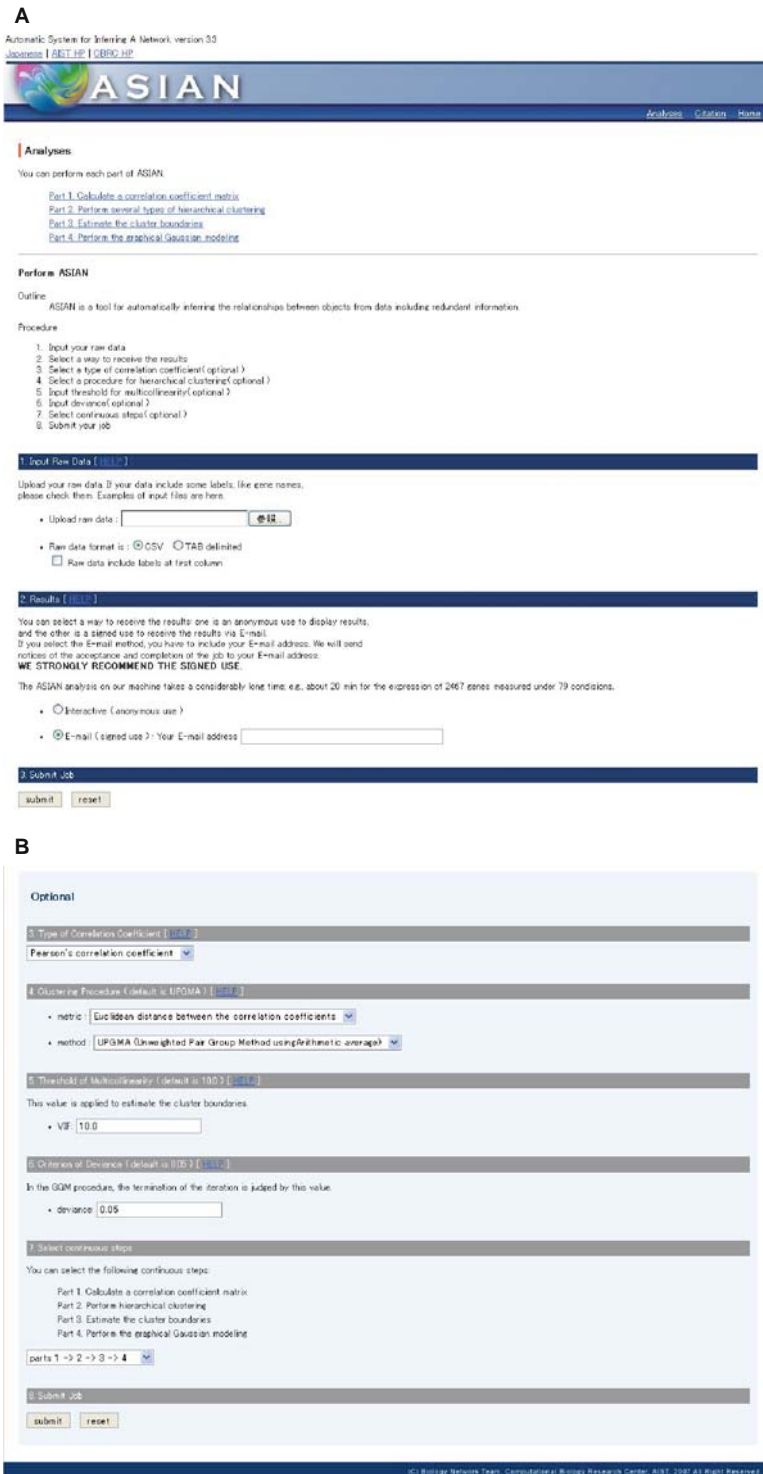 A
Automatic System for Inferring A Network, version 3.3
Japanese | AIST HP | CBRC HP
ASIAN
Analyses Citation Home
Analyses
You can perform each part of ASIAN.
Part 1. Calculate a correlation coefficient matrix
Part 2. Perform several types of hierarchical clustering
Part 3. Estimate the cluster boundaries
Part 4. Perform the graphical Gaussian modeling
Perform ASIAN
Outline
ASIAN is a tool for automatically inferring the relationships between objects from data including redundant information.
Procedure
1. Input your raw data
2. Select a way to receive the results
3. Select a type of correlation coefficient( optional )
4. Select a procedure for hierarchical clustering( optional )
5. Input threshold for multicollinearity( optional )
6. Input deviance( optional )
7. Select continuous steps( optional )
8. Submit your job
1. Input Raw Data [ HELP ]
Upload your raw data. If your data include some labels, like gene names,
please check them. Examples of input files are here.
• Upload raw data : 参照...
• Raw data format is : CSV TAB delimited
Raw data include labels at first column
2. Results [ HELP ]
You can select a way to receive the results: one is an anonymous use to display results,
and the other is a signed use to receive the results via E-mail.
If you select the E-mail method, you have to include your E-mail address. We will send
notices of the acceptance and completion of the job to your E-mail address.
WE STRONGLY RECOMMEND THE SIGNED USE.
The ASIAN analysis on our machine takes a considerably long time, e.g., about 20 min for the expression of 2467 genes measured under 79 condisions.
• Interactive ( anonymous use )
• E-mail ( signed use ) : Your E-mail address
3. Submit Job
submit reset
B
Optional
3. Type of Correlation Coefficient [ HELP ]
Pearson's correlation coefficient
4. Clustering Procedure ( default is UPGMA ) [ HELP ]
• metric : Euclidean distance between the correlation coefficients
• method : UPGMA (Unweighted Pair Group Method usingArithmetic average)
5. Threshold of Multicollinearity ( default is 10.0 ) [ HELP ]
This value is applied to estimate the cluster boundaries.
• VIF: 10.0
6. Criterion of Deviance ( default is 0.05 ) [ HELP ]
In the GGM procedure, the termination of the iteration is judged by this value.
• deviance: 0.05
7. Select continuous steps
You can select the following continuous steps:
Part 1. Calculate a correlation coefficient matrix
Part 2. Perform hierarchical clustering
Part 3. Estimate the cluster boundaries
Part 4. Perform the graphical Gaussian modeling
parts 1 -> 2 -> 3 -> 4
8. Submit Job
submit reset
(C) Biology Network Team, Computational Biology Research Center, AIST, 2007 All Right Reserved.